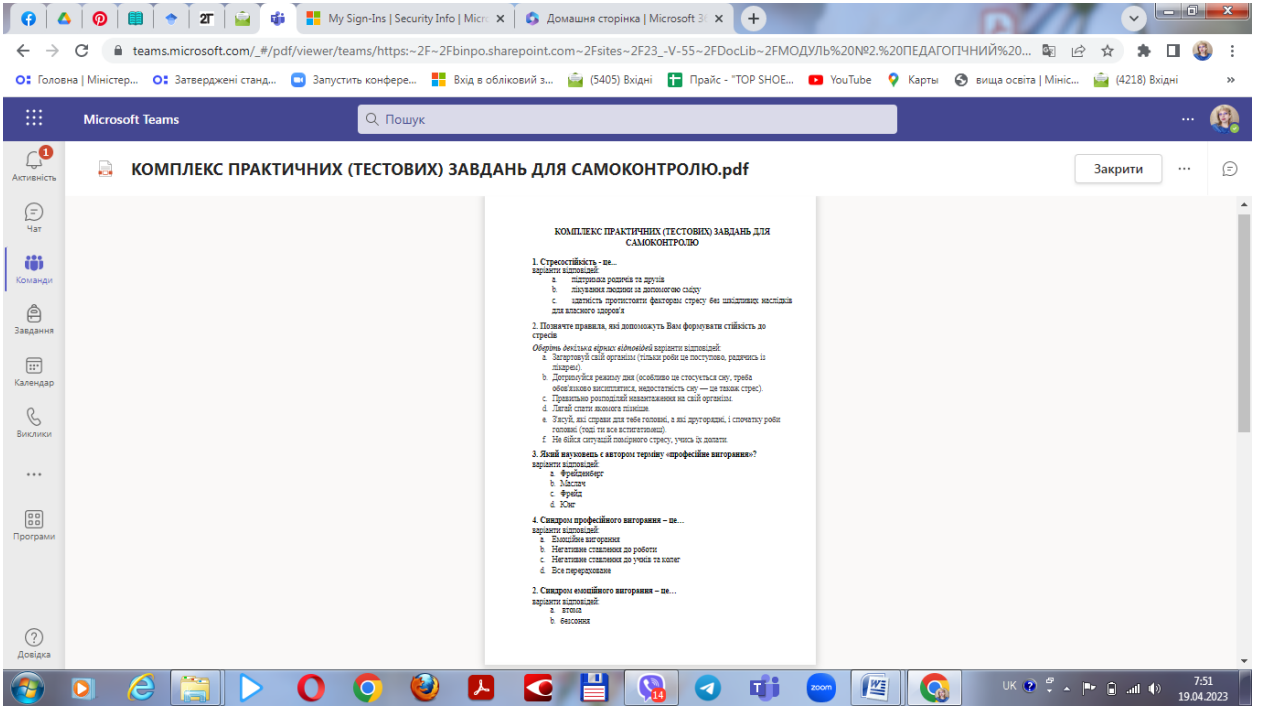 My Sign-Ins | Security Info | Micro
Домашня сторінка | Microsoft 36
teams.microsoft.com/_#/pdf/viewer/teams/https:~2F~2Fbinpo.sharepoint.com~2Fsites~2F23_-V-55~2FDocLib~2FМОДУЛЬ%20№2.%20ПЕДАГОГІЧНИЙ%20...
Головна | Міністер...
Затверджені станд...
Запустить конфере...
Вхід в обліковий з...
(5405) Вхідні
Прайс - "TOP SHOE...
YouTube
Карты
вища освіта | Мініс...
(4218) Вхідні
»
Microsoft Teams
Пошук
1
Активність
КОМПЛЕКС ПРАКТИЧНИХ (ТЕСТОВИХ) ЗАВДАНЬ ДЛЯ САМОКОНТРОЛЮ.pdf
Закрити
Чат
Команди
Завдання
Календар
Виклики
Програми
Довідка
КОМПЛЕКС ПРАКТИЧНИХ (ТЕСТОВИХ) ЗАВДАНЬ ДЛЯ
САМОКОНТРОЛЮ
1. Стресостійкість - це...
варіанти відповідей:
a. підтримка родичів та друзів
b. лікування людини за допомогою сміху
c. здатність протистояти факторам стресу без шкідливих наслідків
для власного здоров'я
2. Позначте правила, які допоможуть Вам формувати стійкість до
стресів
Оберіть декілька вірних відповідей варіанти відповідей:
a. Загартовуй свій організм (тільки роби це поступово, радячись із
лікарем).
b. Дотримуйся режиму дня (особливо це стосується сну, треба
обов'язково висиплятися, недостатність сну — це також стрес).
c. Правильно розподіляй навантаження на свій організм.
d. Лягай спати якомога пізніше.
e. З'ясуй, які справи для тебе головні, а які другорядні, і спочатку роби
головні (тоді ти все встигатимеш).
f. Не бійся ситуацій помірного стресу, учись їх долати.
3. Який науковець є автором терміну «професійне вигорання»?
варіанти відповідей:
a. Фрейденберг
b. Маслач
c. Фрейд
d. Юнг
4. Синдром професійного вигорання – це…
варіанти відповідей:
a. Емоційне вигорання
b. Негативне ставлення до роботи
c. Негативне ставлення до учнів та колег
d. Все перераховане
2. Синдром емоційного вигорання – це…
варіанти відповідей:
a. втома
b. безсоння
14
zoom
UK
7:51
19.04.2023